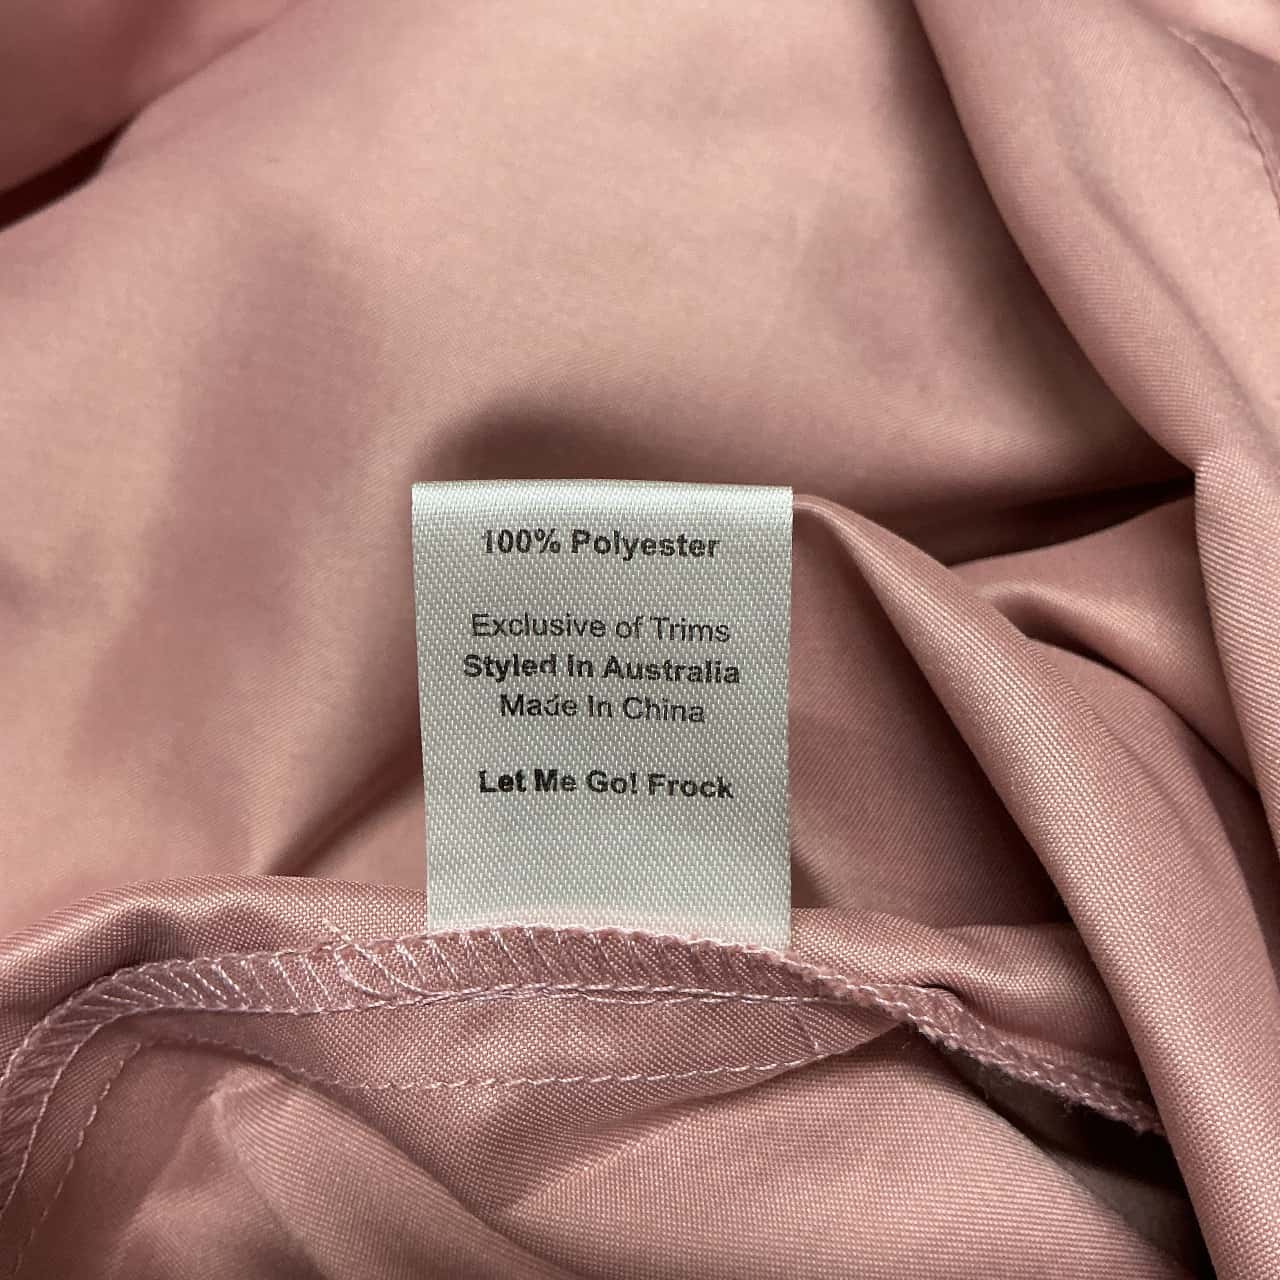 100% Polyester
Exclusive of Trims
Styled In Australia
Made In China
Let Me Go! Frock